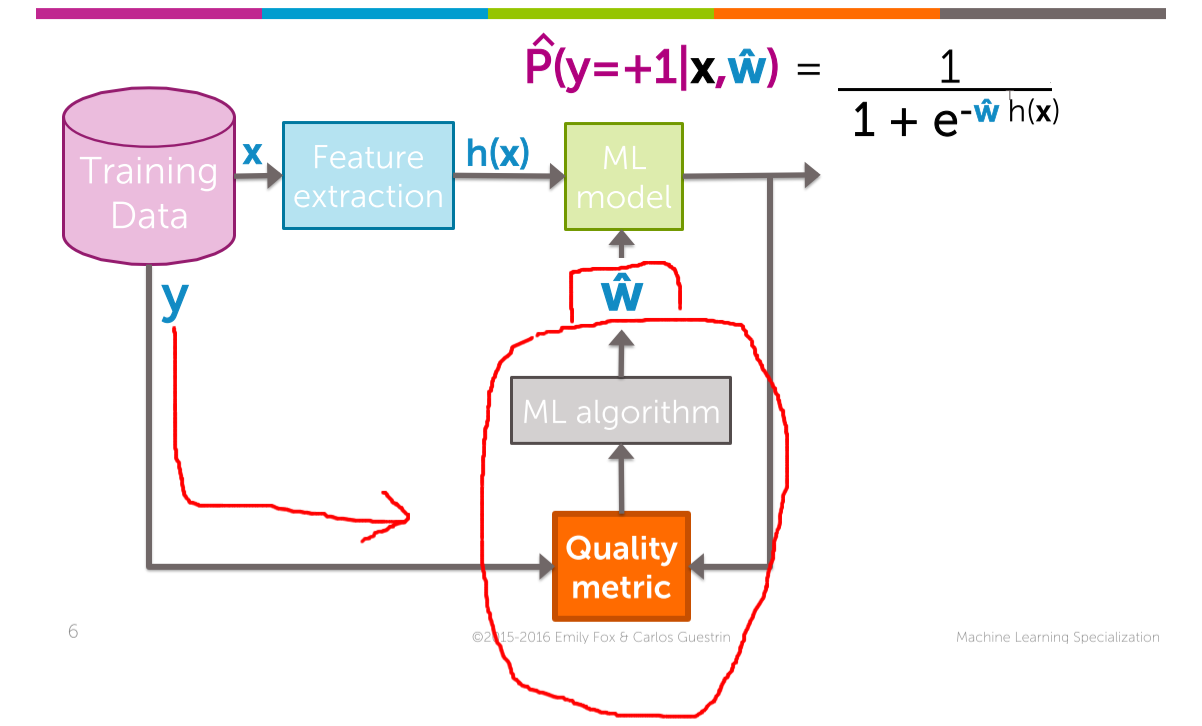 P̂(y=+1|x,ŵ) = 1
1 + e-ŵ h(x)
Training
Data
x
Feature
extraction
h(x)
ML
model
y
ŵ
ML algorithm
Quality
metric
6
©2015-2016 Emily Fox & Carlos Guestrin
Machine Learning Specialization